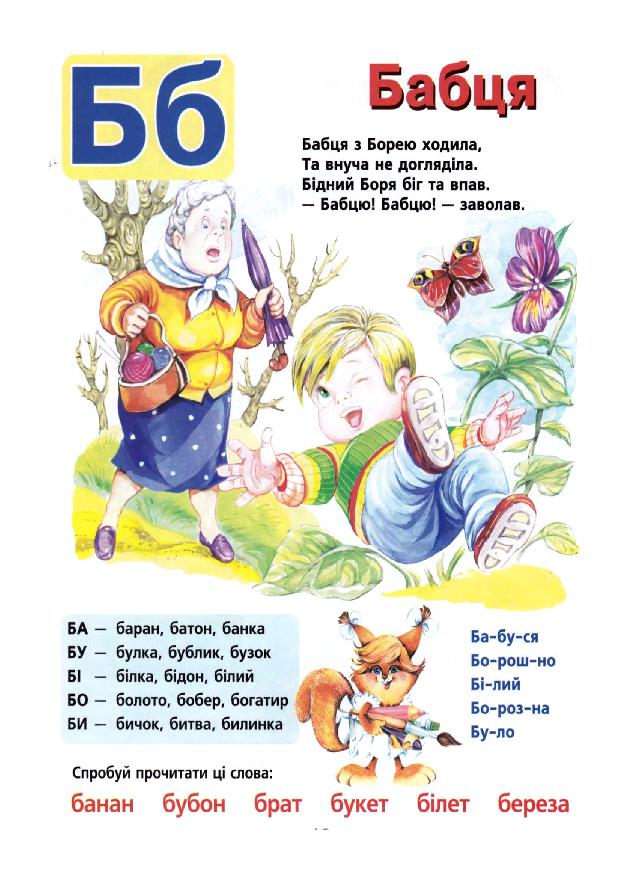 Бб
Бабця
Бабця з Борею ходила,
Та внуча не догляділа.
Бідний Боря біг та впав.
— Бабцю! Бабцю! — заволав.
БА — баран, батон, банка
БУ — булка, бублик, бузок
БІ — білка, бідон, білий
БО — болото, бобер, богатир
БИ — бичок, битва, билинка
Ба-бу-ся
Бо-рош-но
Бі-лий
Бо-роз-на
Бу-ло
Спробуй прочитати ці слова:
банан бубон брат букет білет береза